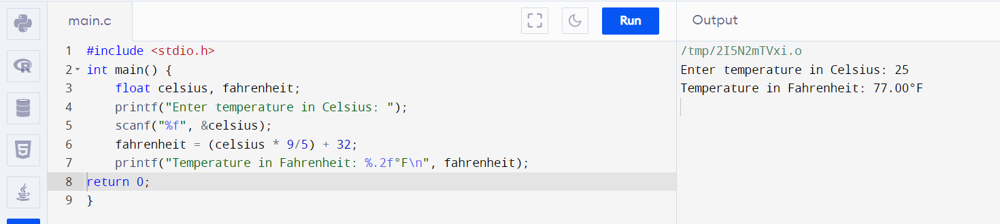 main.c
Run
Output
1 #include <stdio.h>
2 int main() {
3 float celsius, fahrenheit;
4 printf("Enter temperature in Celsius: ");
5 scanf("%f", &celsius);
6 fahrenheit = (celsius * 9/5) + 32;
7 printf("Temperature in Fahrenheit: %.2f°F\n", fahrenheit);
8 return 0;
9 }
/tmp/2I5N2mTVxi.o
Enter temperature in Celsius: 25
Temperature in Fahrenheit: 77.00°F